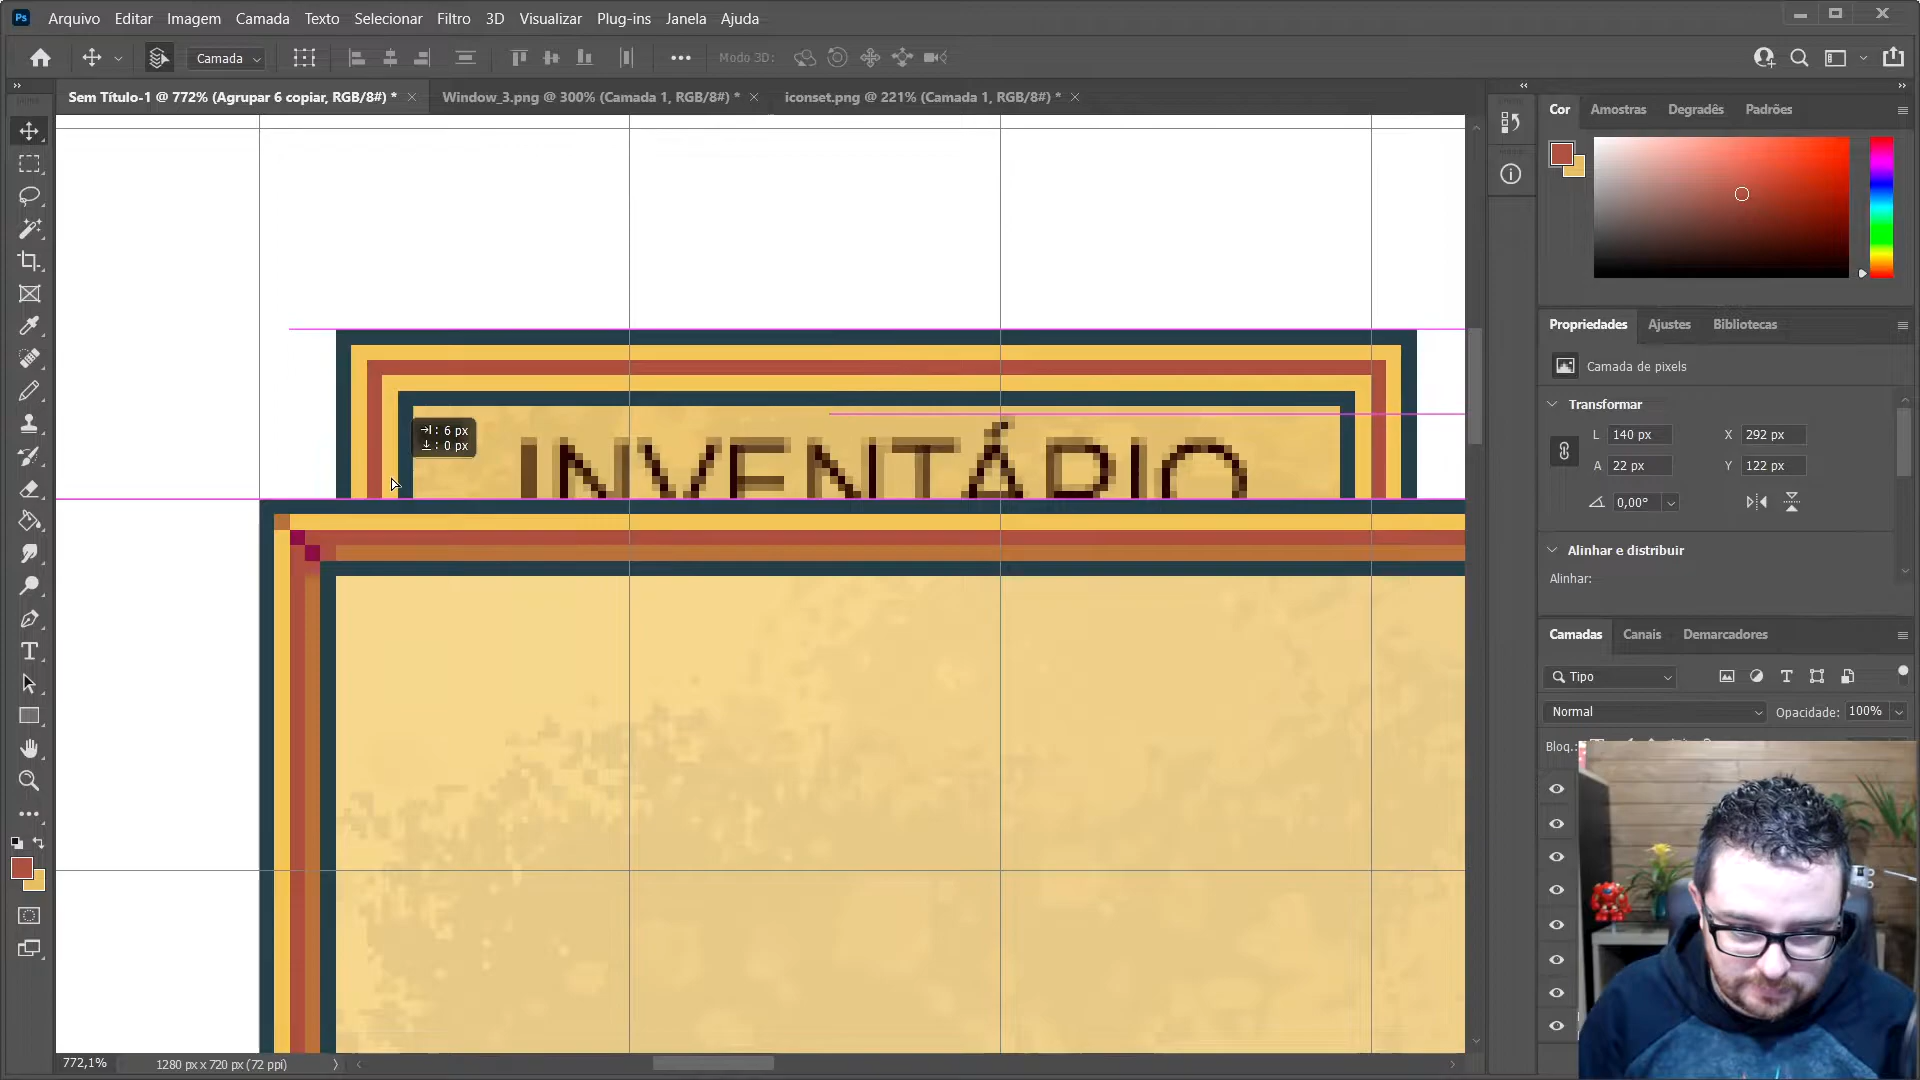 Ps Arquivo Editar Imagem Camada Texto Selecionar Filtro 3D Visualizar Plug-ins Janela Ajuda
Camada Modo 3D:
Sem Título-1 @ 772% (Agrupar 6 copiar, RGB/8#) * Window_3.png @ 300% (Camada 1, RGB/8#) * iconset.png @ 221% (Camada 1, RGB/8#) *
Cor Amostras Degradês Padrões
Propriedades Ajustes Bibliotecas
Camada de pixels
Transformar
L 140 px X 292 px
A 22 px Y 122 px
0,00°
Alinhar e distribuir
Alinhar:
Camadas Canais Demarcadores
Tipo
Normal Opacidade: 100%
Bloq.:
: 6 px
: 0 px
INVENTÁRIO
772,1% 1280 px x 720 px (72 ppi)